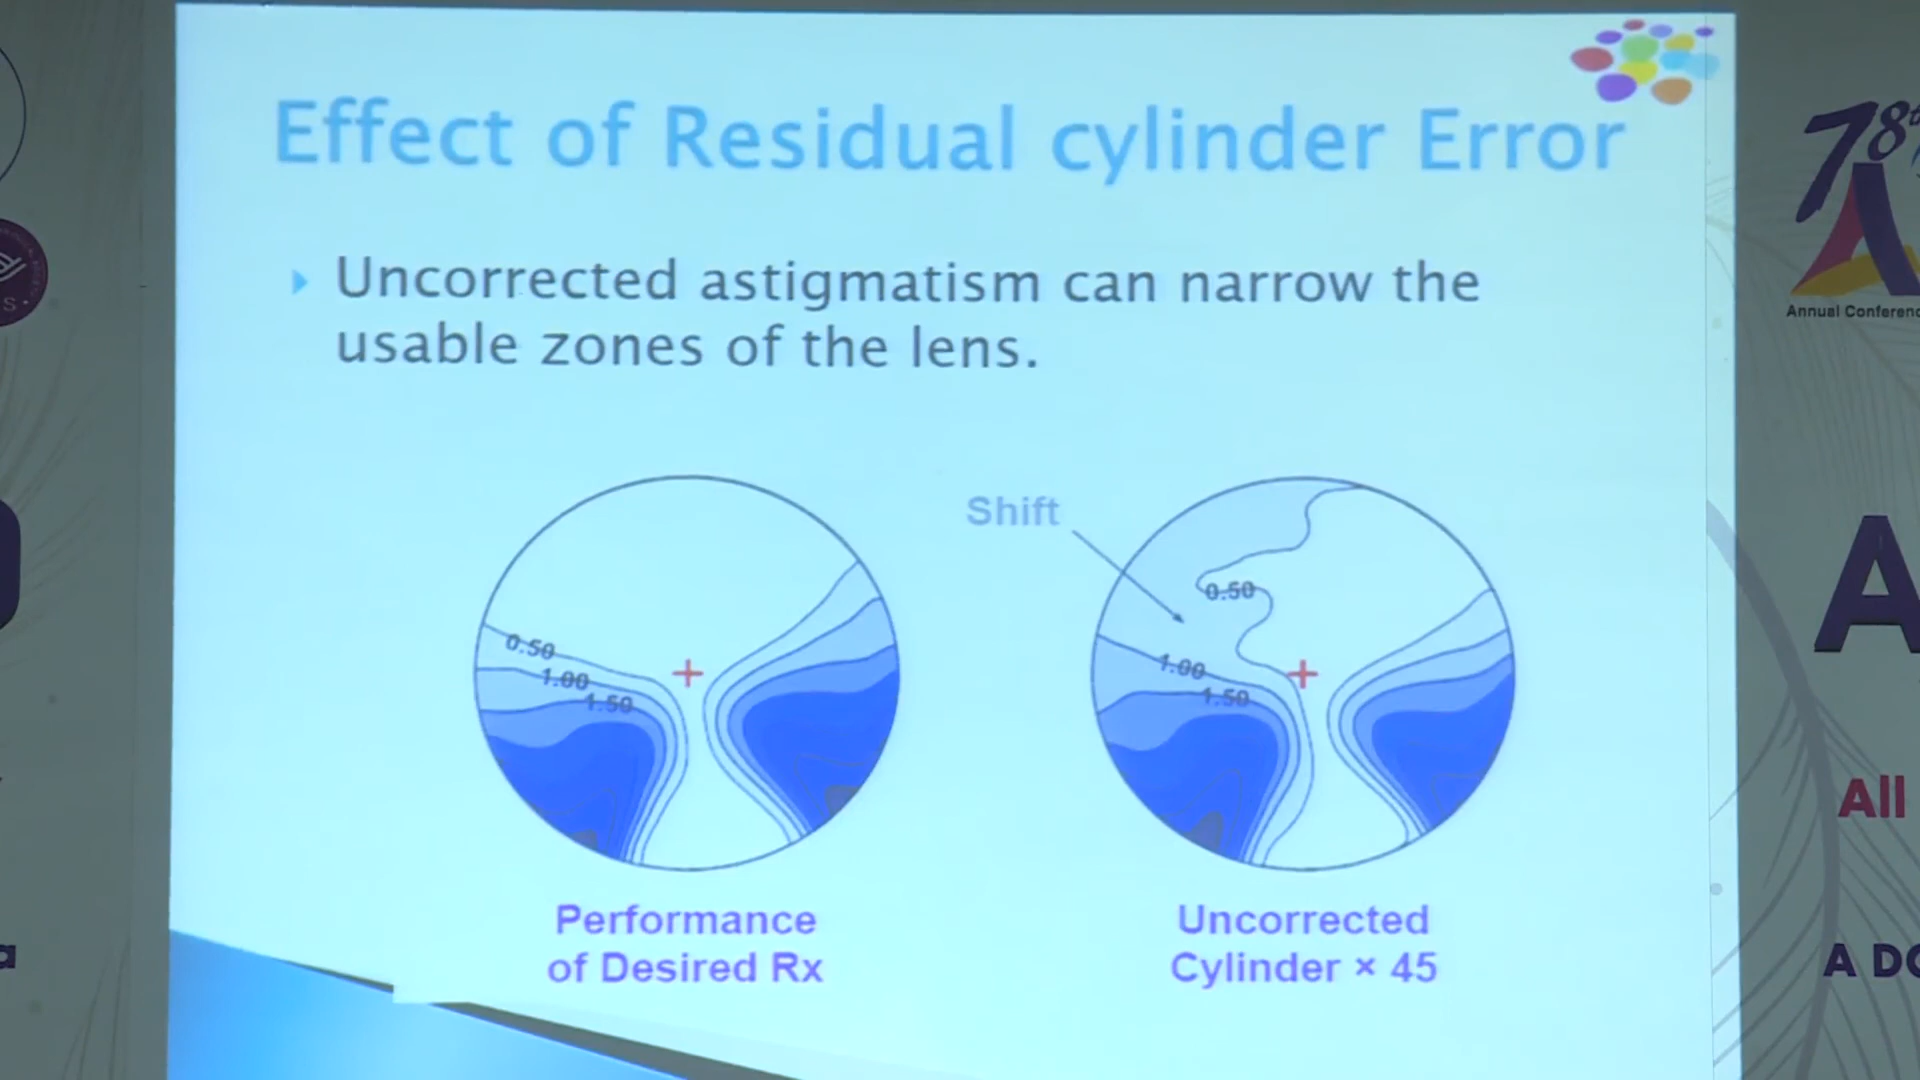 Effect of Residual cylinder Error
Uncorrected astigmatism can narrow the
usable zones of the lens.
Shift
0.50
1.00
1.50
0.50
1.00
1.50
Performance
of Desired Rx
Uncorrected
Cylinder × 45
78th
Annual Conferenc
A
All
A DO
S
a